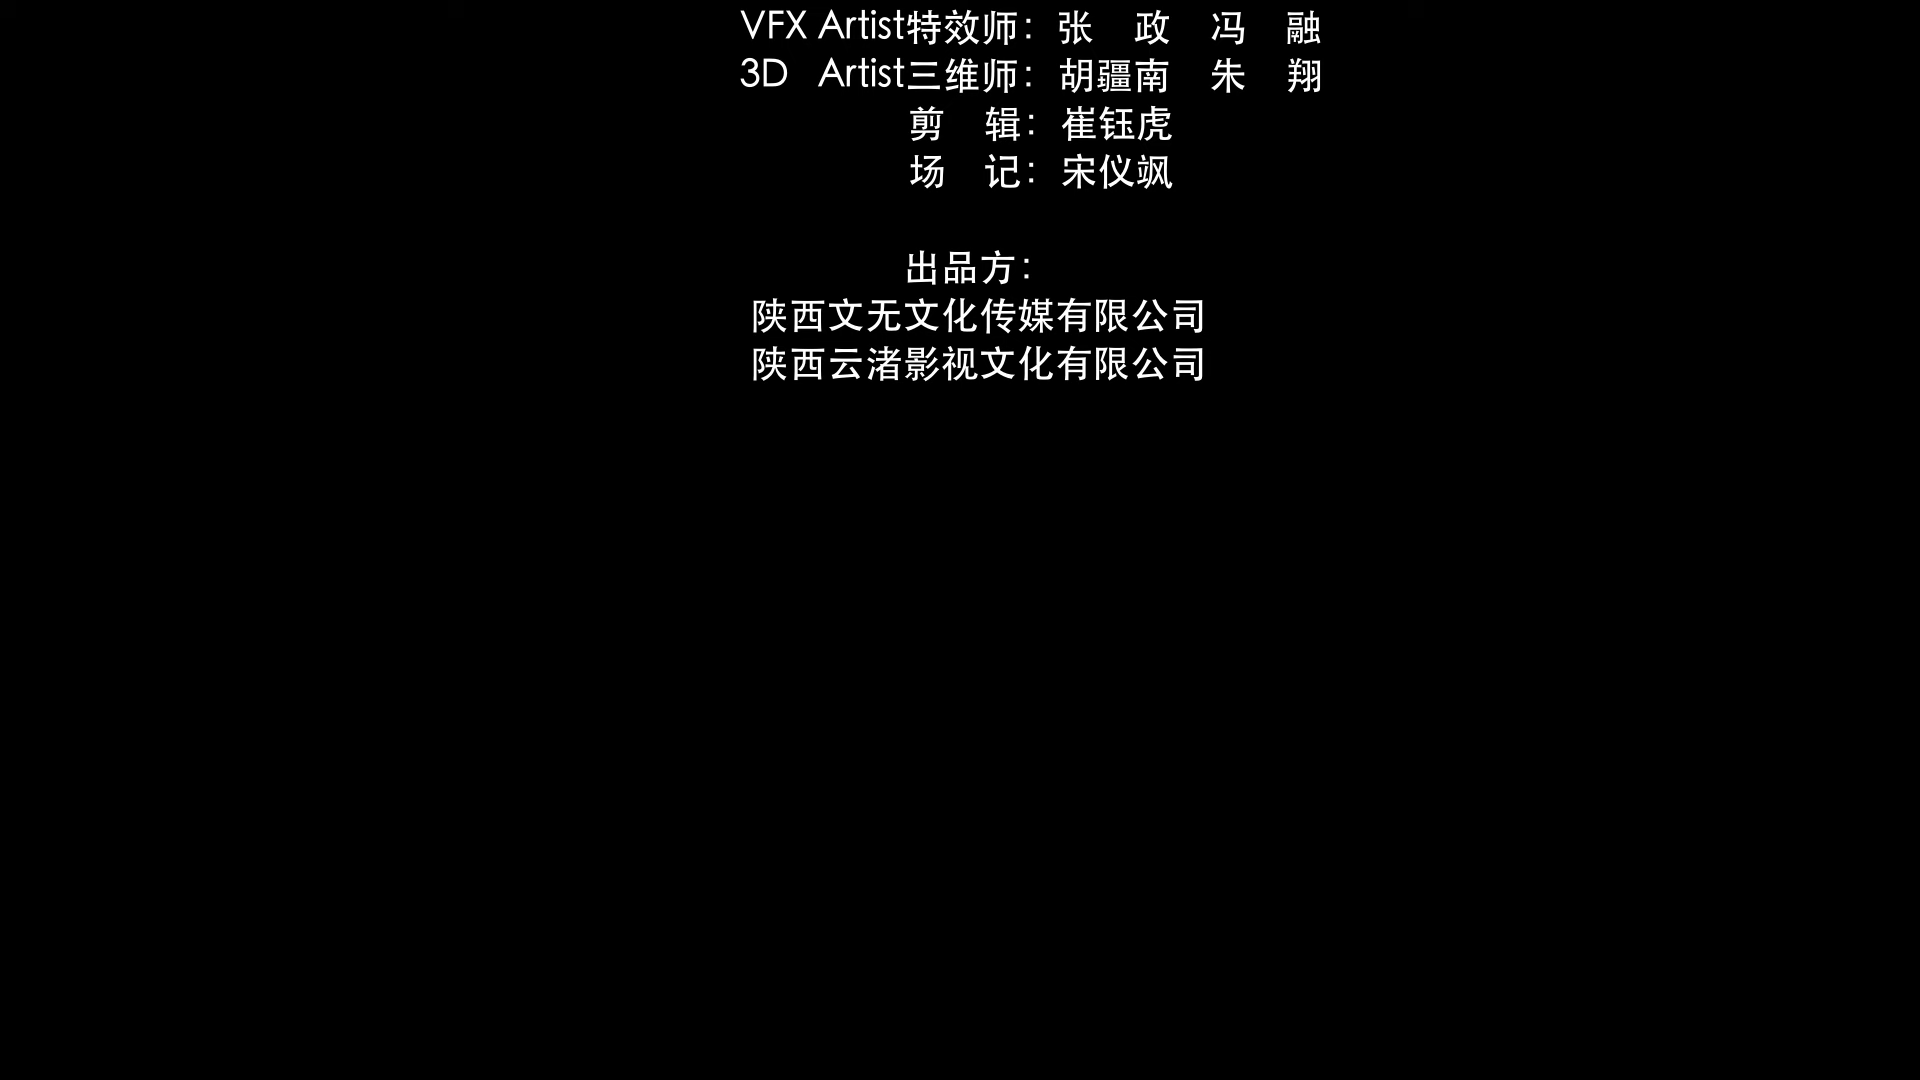 VFX Artist特效师：张　政　冯　融
3D Artist三维师：胡疆南　朱　翔
剪　辑：崔钰虎
场　记：宋仪飒
出品方：
陕西文无文化传媒有限公司
陕西云渚影视文化有限公司